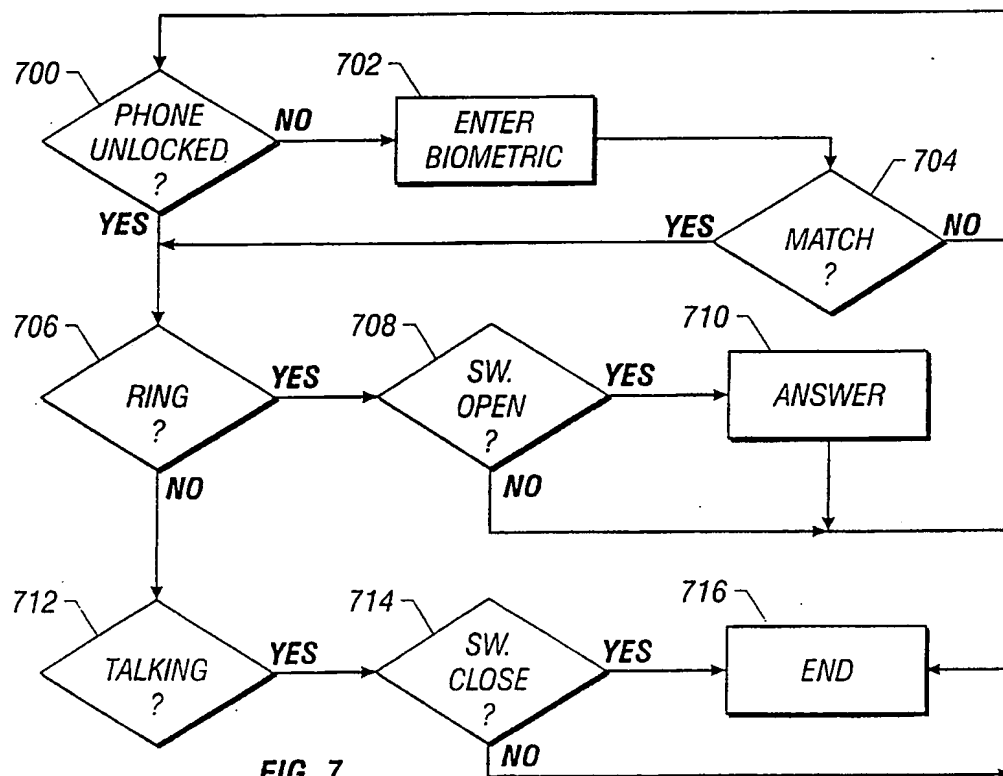 700
PHONE
UNLOCKED
?
NO
YES
702
ENTER
BIOMETRIC
704
MATCH
?
YES
NO
706
RING
?
YES
NO
708
SW.
OPEN
?
YES
NO
710
ANSWER
712
TALKING
?
YES
NO
714
SW.
CLOSE
?
YES
NO
716
END
FIG. 7